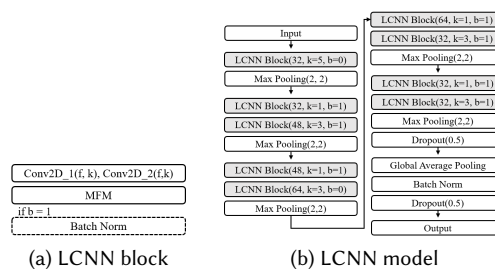 Conv2D_1(f, k), Conv2D_2(f,k)
MFM
if b = 1
Batch Norm
(a) LCNN block
Input
LCNN Block(32, k=5, b=0)
Max Pooling(2, 2)
LCNN Block(32, k=1, b=1)
LCNN Block(48, k=3, b=1)
Max Pooling(2,2)
LCNN Block(48, k=1, b=1)
LCNN Block(64, k=3, b=0)
Max Pooling(2,2)
LCNN Block(64, k=1, b=1)
LCNN Block(32, k=3, b=1)
Max Pooling(2,2)
LCNN Block(32, k=1, b=1)
LCNN Block(32, k=3, b=1)
Max Pooling(2,2)
Dropout(0.5)
Global Average Pooling
Batch Norm
Dropout(0.5)
Output
(b) LCNN model